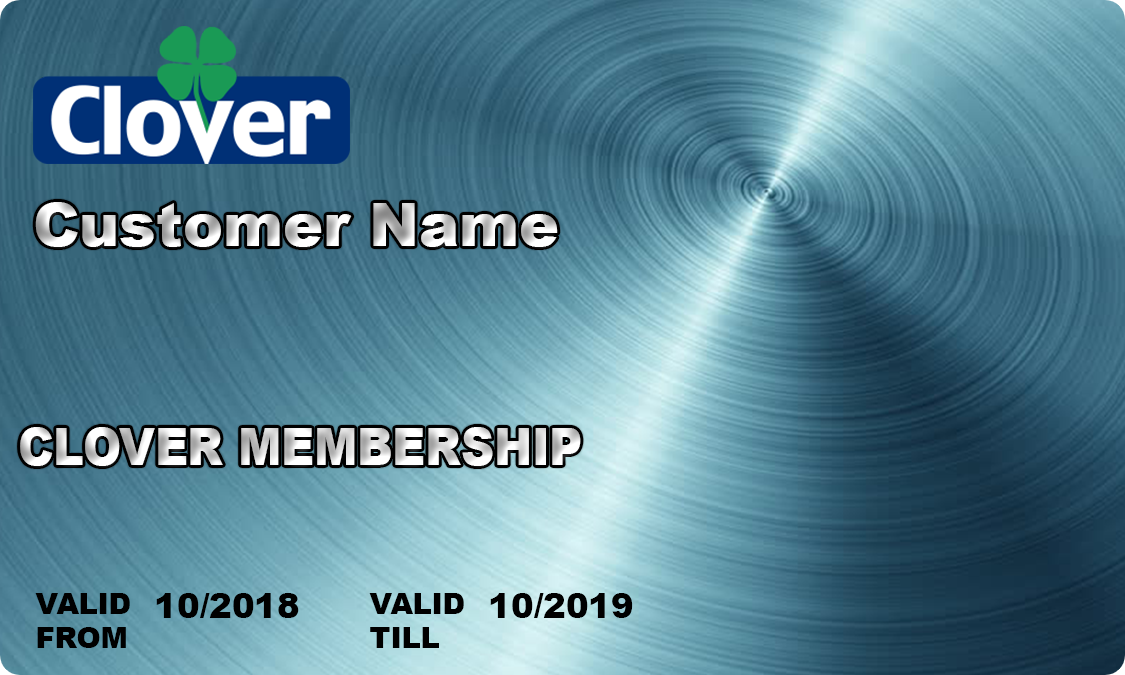 Clover
Customer Name
CLOVER MEMBERSHIP
VALID FROM 10/2018 VALID TILL 10/2019